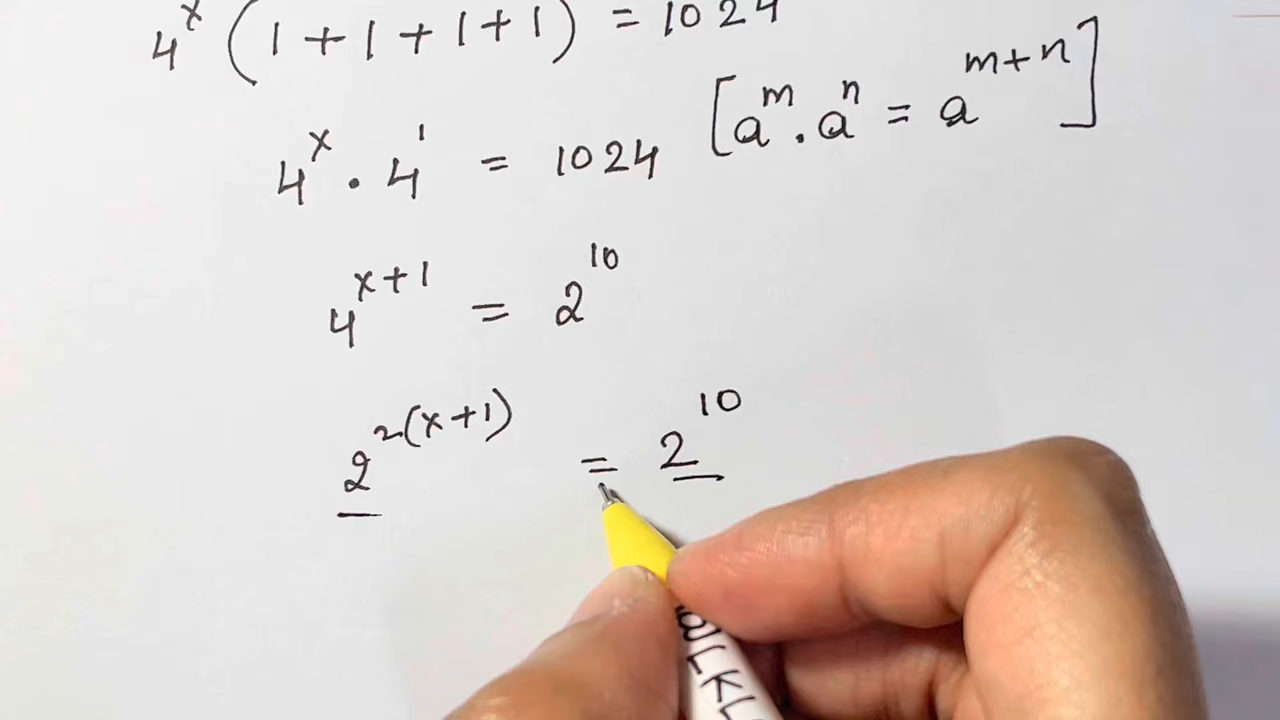 4^x (1 + 1 + 1 + 1) = 1024
4^x . 4^1 = 1024 [a^m . a^n = a^{m+n}]
4^{x+1} = 2^{10}
2^{2(x+1)} = 2^{10}